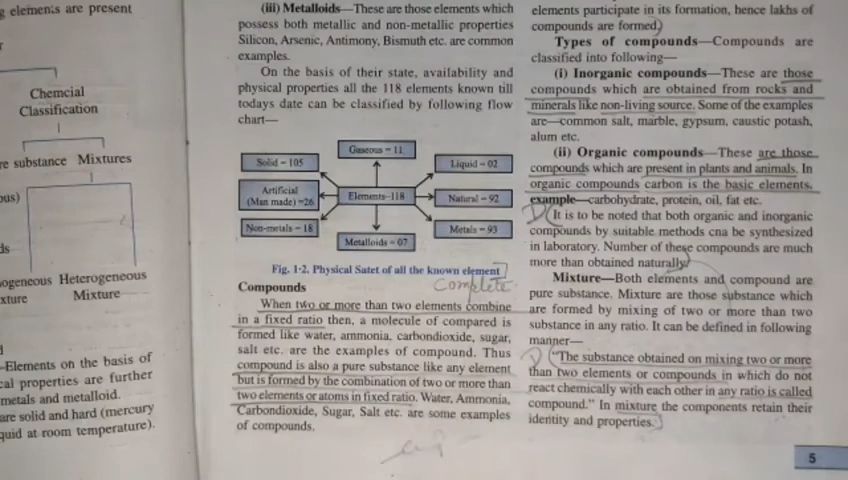 g elements are present
Chemcial
Classification
re substance Mixtures
ous)
ds
ogeneous Heterogeneous
xture Mixture
d
–Elements on the basis of
cal properties are further
metals and metalloid.
are solid and hard (mercury
quid at room temperature).
(iii) Metalloids—These are those elements which
possess both metallic and non-metallic properties
Silicon, Arsenic, Antimony, Bismuth etc. are common
examples.
On the basis of their state, availability and
physical properties all the 118 elements known till
todays date can be classified by following flow
chart—
Gaseous = 11
Solid = 105
Liquid = 02
Artificial
(Man made) =26
Elements–118
Natural = 92
Non-metals = 18
Metals = 93
Metalloids = 07
Fig. 1·2. Physical Satet of all the known element
Complete
Compounds
When two or more than two elements combine
in a fixed ratio then, a molecule of compared is
formed like water, ammonia, carbondioxide, sugar,
salt etc. are the examples of compound. Thus
compound is also a pure substance like any element
but is formed by the combination of two or more than
two elements or atoms in fixed ratio. Water, Ammonia,
Carbondioxide, Sugar, Salt etc. are some examples
of compounds.
elements participate in its formation, hence lakhs of
compounds are formed.
Types of compounds—Compounds are
classified into following—
(i) Inorganic compounds—These are those
compounds which are obtained from rocks and
minerals like non-living source. Some of the examples
are—common salt, marble, gypsum, caustic potash,
alum etc.
(ii) Organic compounds—These are those
compounds which are present in plants and animals. In
organic compounds carbon is the basic elements.
example—carbohydrate, protein, oil, fat etc.
It is to be noted that both organic and inorganic
compounds by suitable methods cna be synthesized
in laboratory. Number of these compounds are much
more than obtained naturally.
Mixture—Both elements and compound are
pure substance. Mixture are those substance which
are formed by mixing of two or more than two
substance in any ratio. It can be defined in following
manner—
"The substance obtained on mixing two or more
than two elements or compounds in which do not
react chemically with each other in any ratio is called
compound." In mixture the components retain their
identity and properties.
5